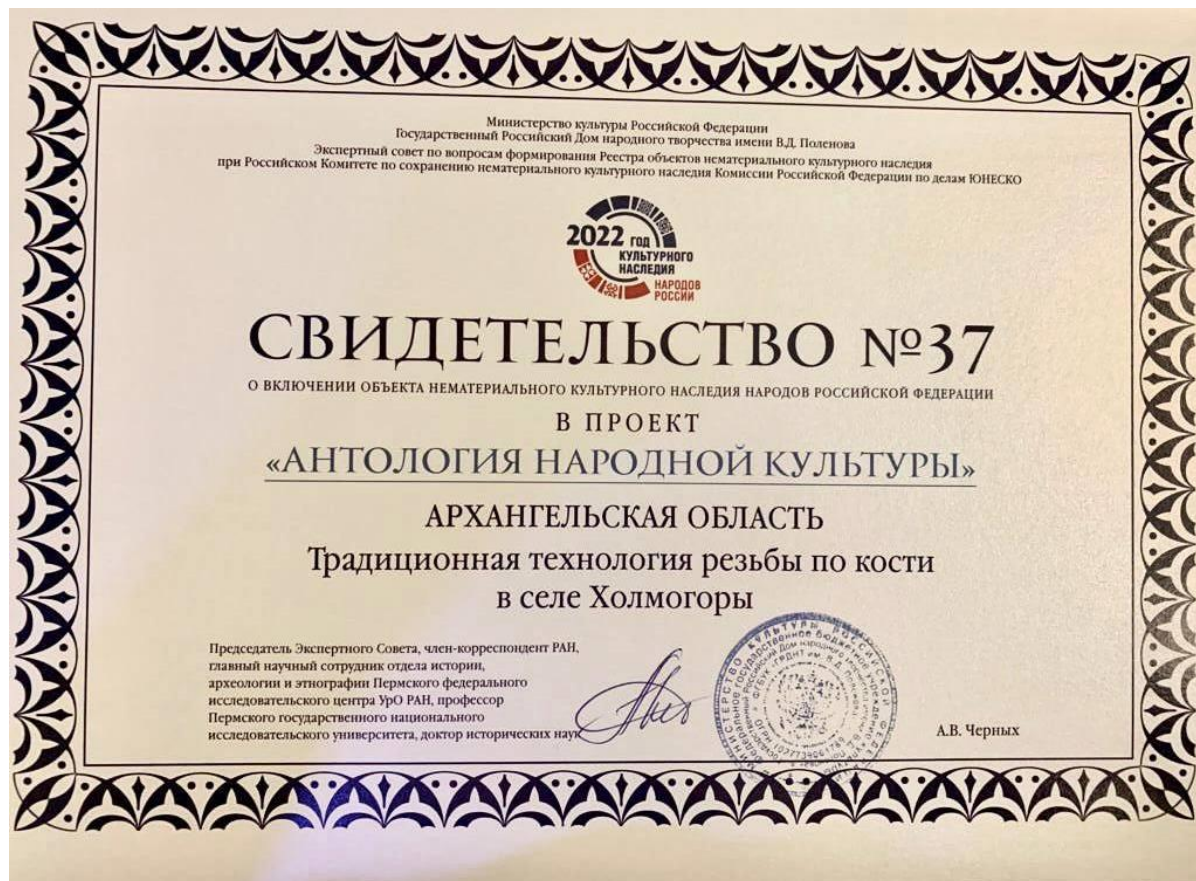 Министерство культуры Российской Федерации
Государственный Российский Дом народного творчества имени В.Д. Поленова
Экспертный совет по вопросам формирования Реестра объектов нематериального культурного наследия
при Российском Комитете по сохранению нематериального культурного наследия Комиссии Российской Федерации по делам ЮНЕСКО
2022 ГОД
КУЛЬТУРНОГО
НАСЛЕДИЯ
НАРОДОВ
РОССИИ
СВИДЕТЕЛЬСТВО №37
О ВКЛЮЧЕНИИ ОБЪЕКТА НЕМАТЕРИАЛЬНОГО КУЛЬТУРНОГО НАСЛЕДИЯ НАРОДОВ РОССИЙСКОЙ ФЕДЕРАЦИИ
В ПРОЕКТ
«АНТОЛОГИЯ НАРОДНОЙ КУЛЬТУРЫ»
АРХАНГЕЛЬСКАЯ ОБЛАСТЬ
Традиционная технология резьбы по кости
в селе Холмогоры
Председатель Экспертного Совета, член-корреспондент РАН,
главный научный сотрудник отдела истории,
археологии и этнографии Пермского федерального
исследовательского центра УрО РАН, профессор
Пермского государственного национального
исследовательского университета, доктор исторических наук
А.В. Черных
МИНИСТЕРСТВО КУЛЬТУРЫ РОССИЙСКОЙ ФЕДЕРАЦИИ